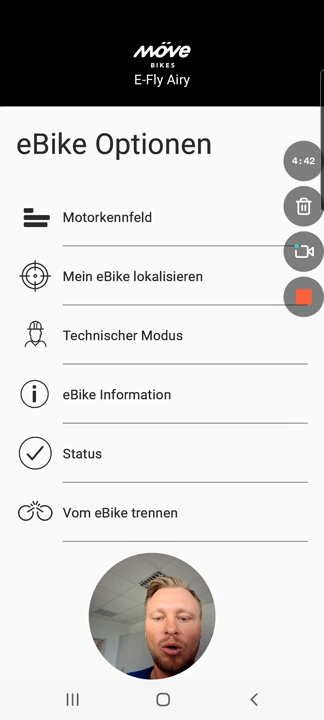 möve
BIKES
E-Fly Airy
eBike Optionen
4:42
Motorkennfeld
Mein eBike lokalisieren
Technischer Modus
eBike Information
Status
Vom eBike trennen